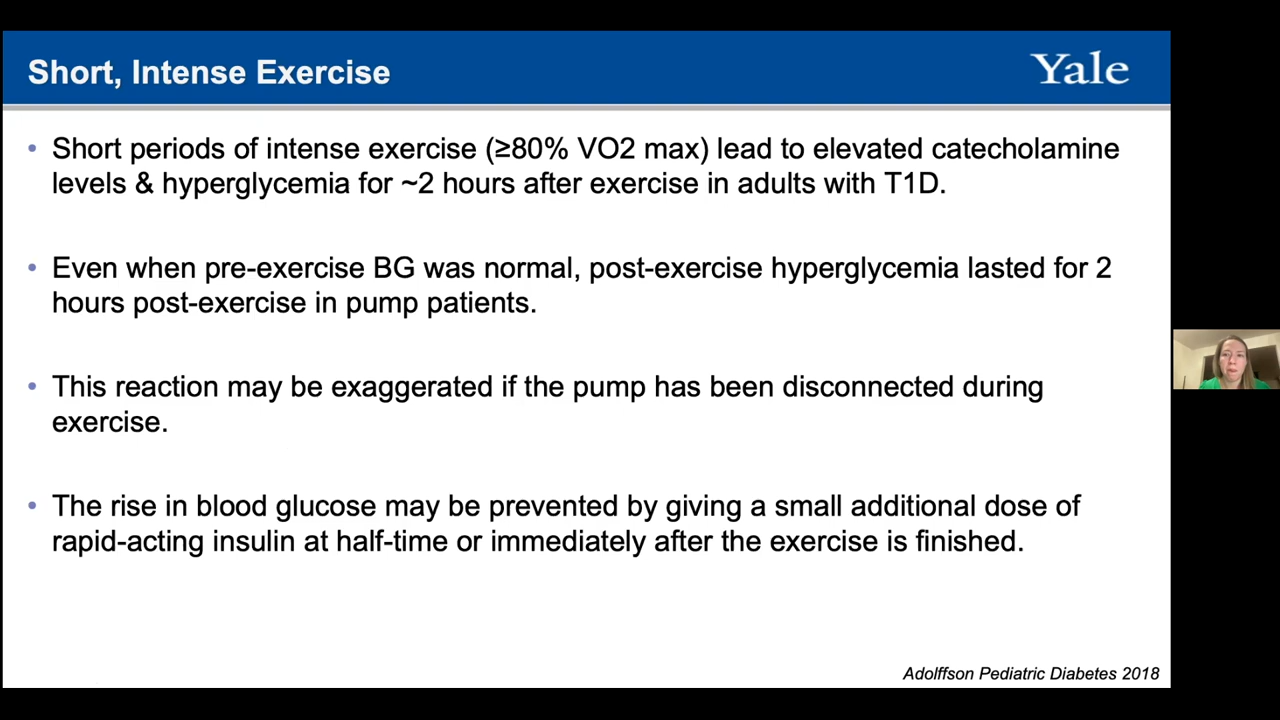 Short, Intense Exercise
Yale
• Short periods of intense exercise (≥80% VO2 max) lead to elevated catecholamine
levels & hyperglycemia for ~2 hours after exercise in adults with T1D.
• Even when pre-exercise BG was normal, post-exercise hyperglycemia lasted for 2
hours post-exercise in pump patients.
• This reaction may be exaggerated if the pump has been disconnected during
exercise.
• The rise in blood glucose may be prevented by giving a small additional dose of
rapid-acting insulin at half-time or immediately after the exercise is finished.
Adolffson Pediatric Diabetes 2018